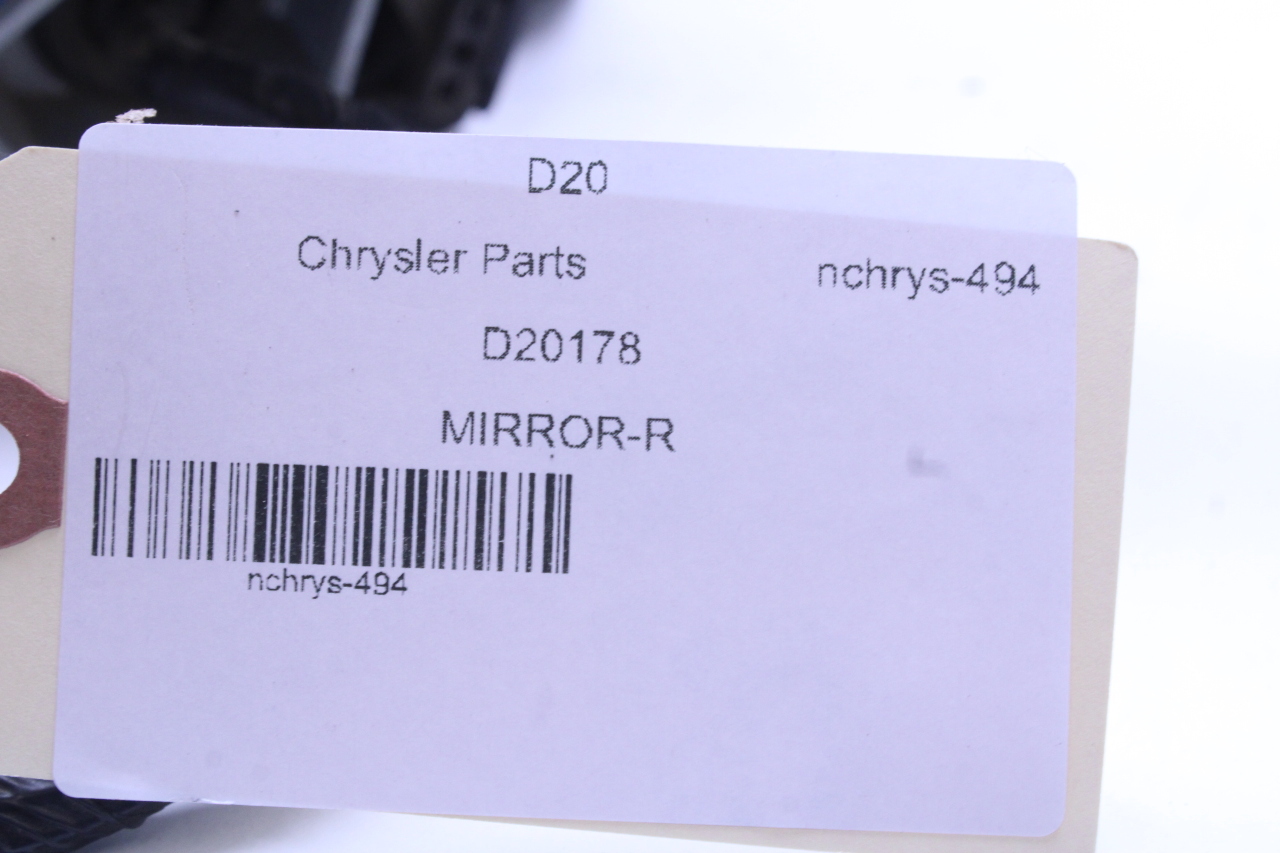 D20
Chrysler Parts nchrys-494
D20178
MIRROR-R
nchrys-494